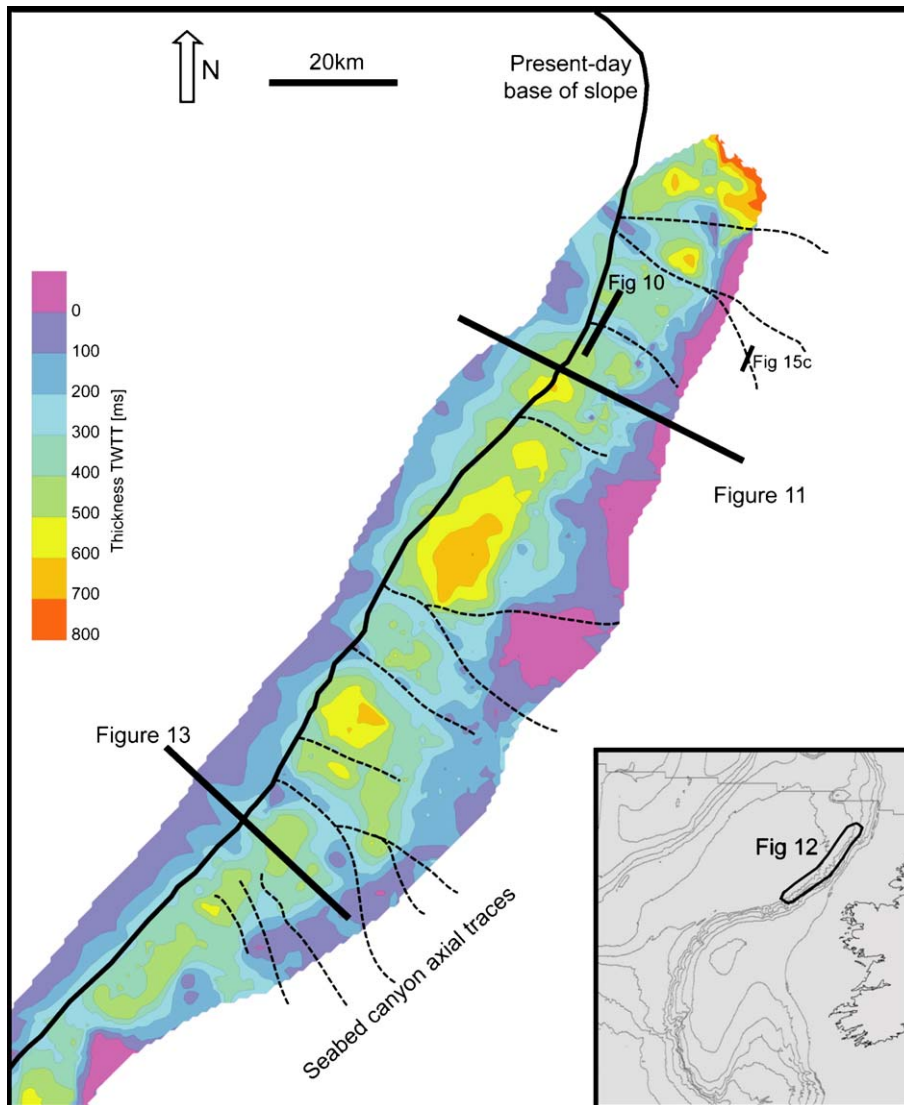 N
20km
Present-day
base of slope
Fig 10
Fig 15c
0
100
200
300
400
500
600
700
800
Thickness TWTT [ms]
Figure 11
Figure 13
Seabed canyon axial traces
Fig 12